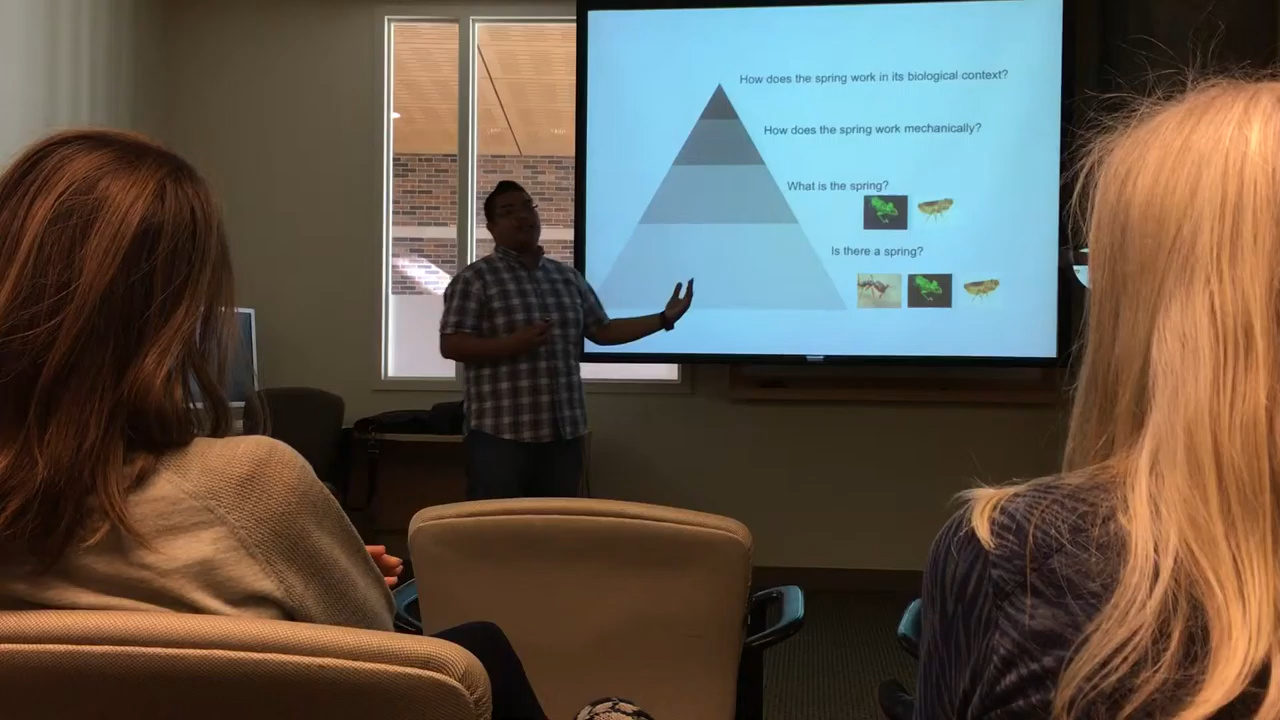 How does the spring work in its biological context?
How does the spring work mechanically?
What is the spring?
Is there a spring?